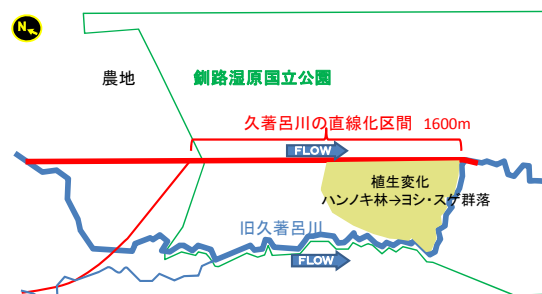 N
農地
釧路湿原国立公園
久著呂川の直線化区間 1600m
FLOW
植生変化
ハンノキ林→ヨシ・スゲ群落
旧久著呂川
FLOW